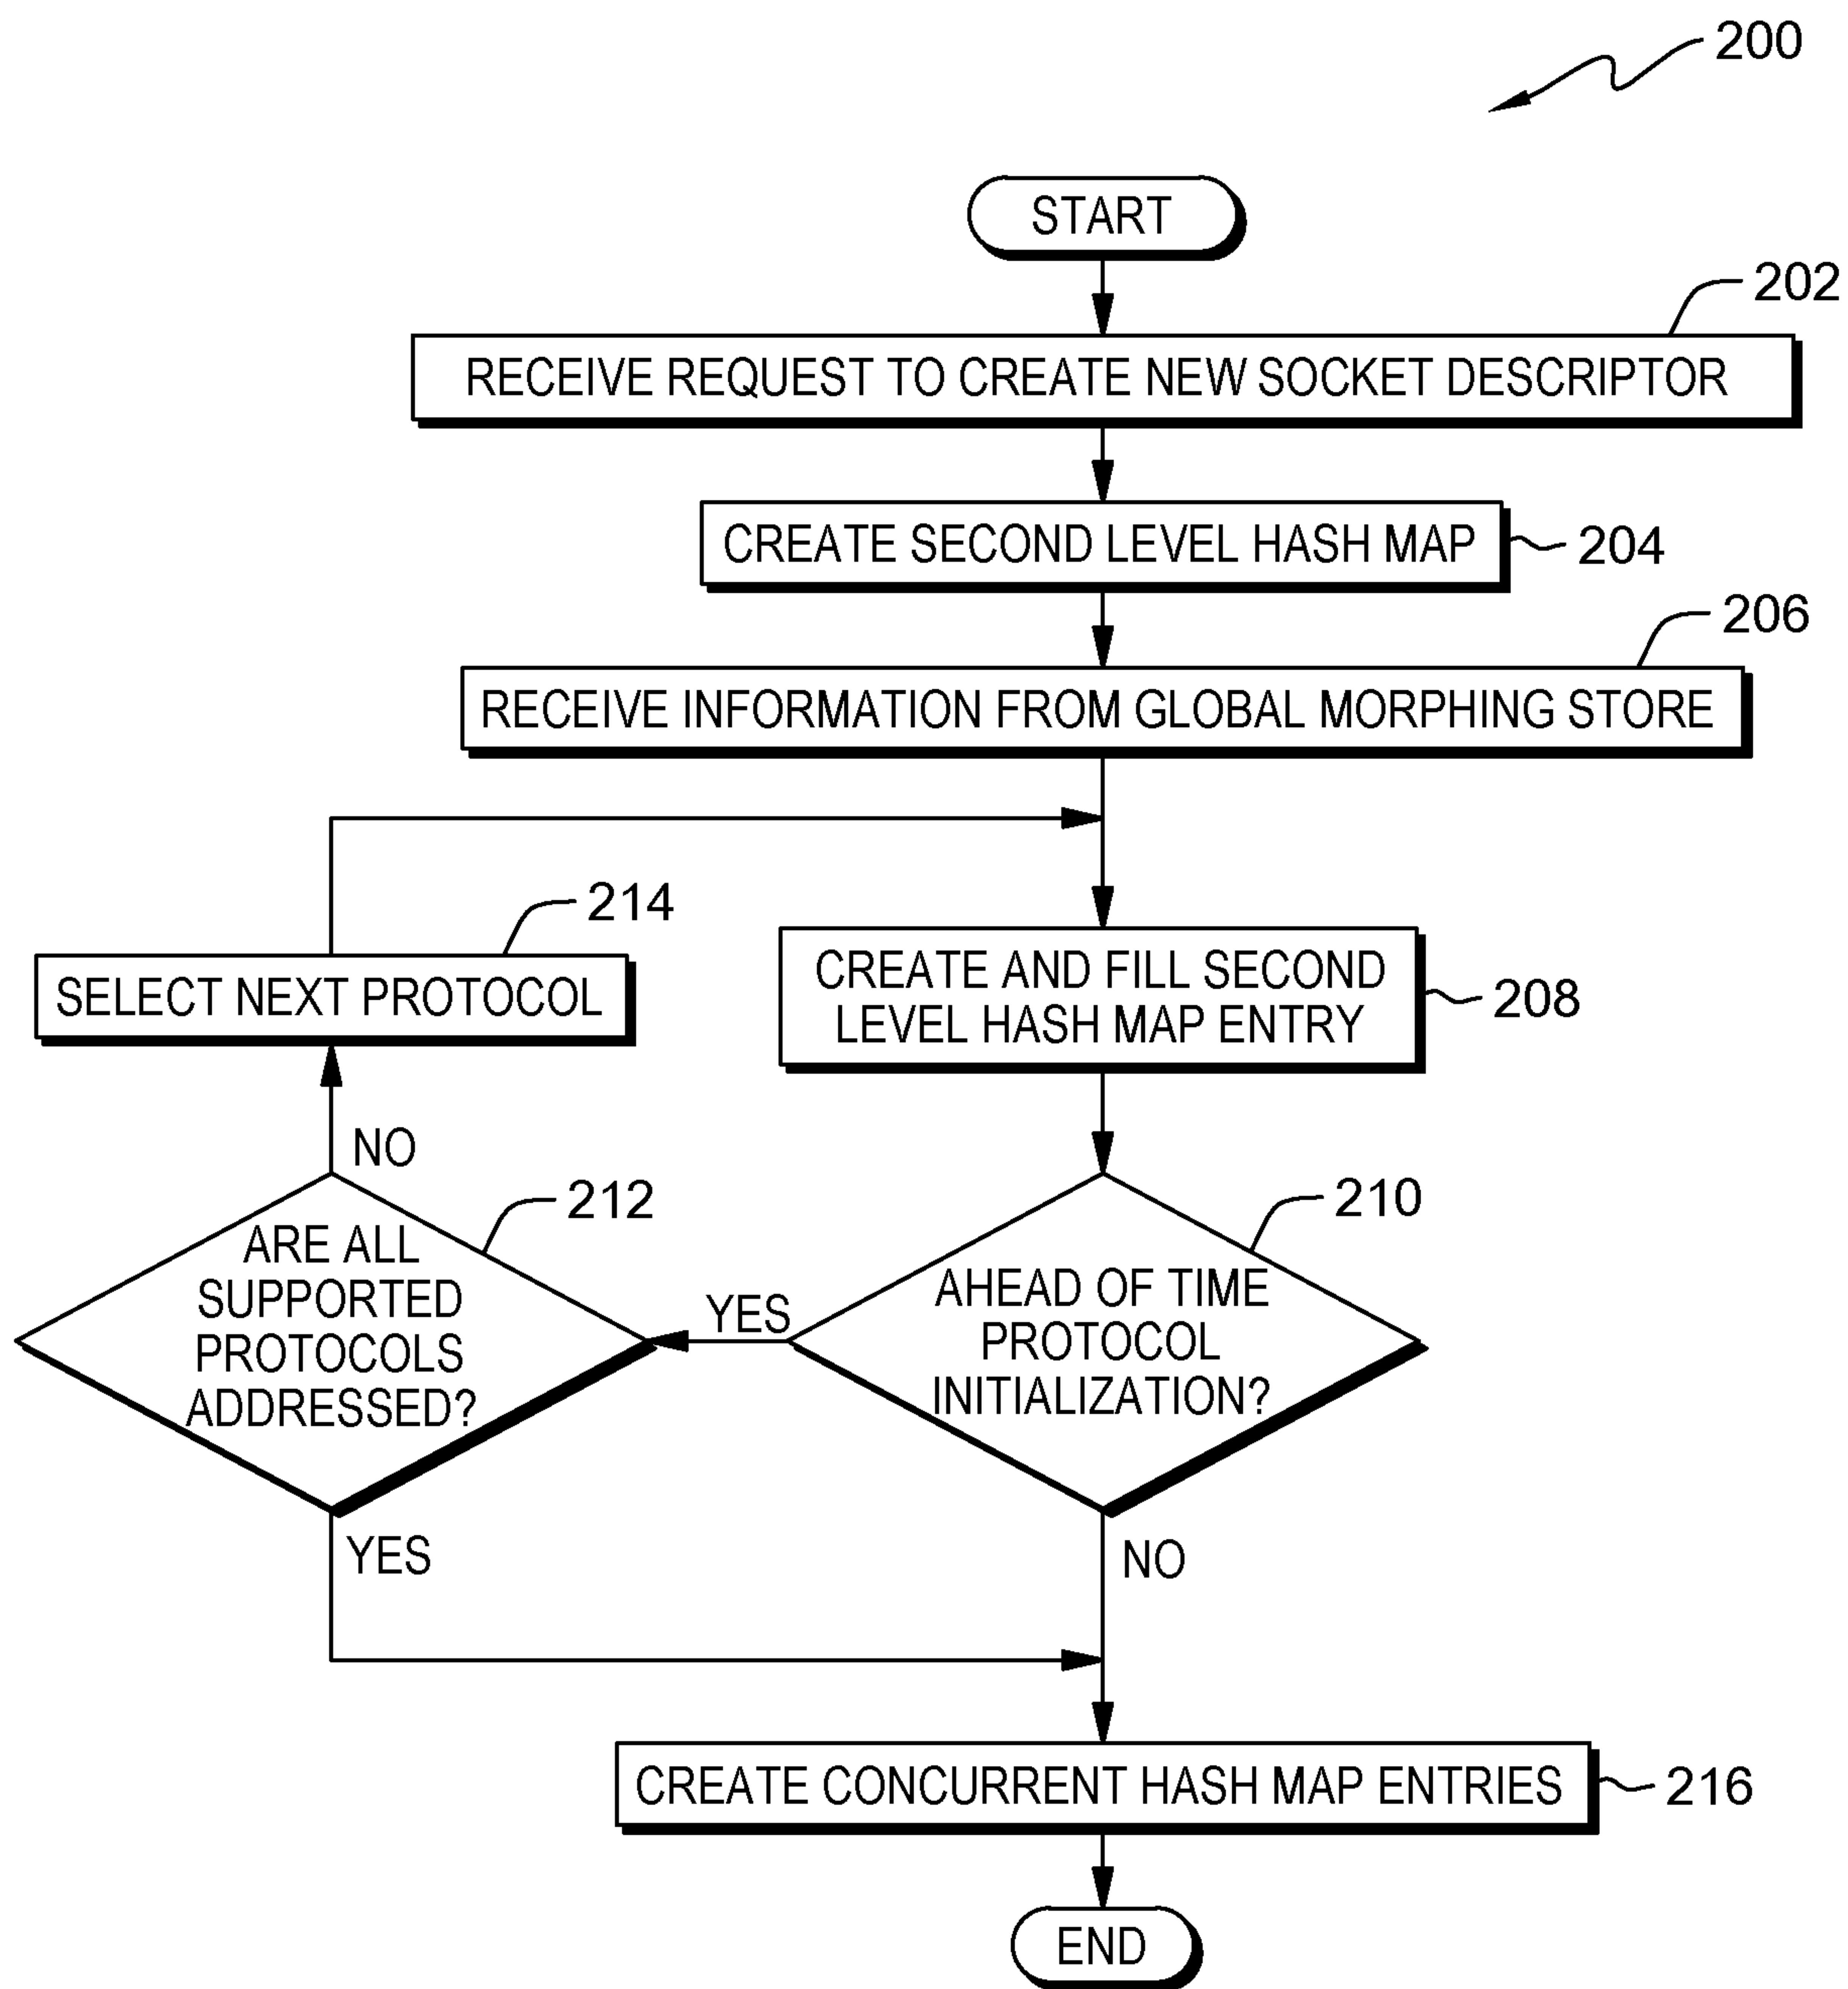 200
START
202
RECEIVE REQUEST TO CREATE NEW SOCKET DESCRIPTOR
CREATE SECOND LEVEL HASH MAP
204
206
RECEIVE INFORMATION FROM GLOBAL MORPHING STORE
214
SELECT NEXT PROTOCOL
CREATE AND FILL SECOND
LEVEL HASH MAP ENTRY
208
NO
212
ARE ALL
SUPPORTED
PROTOCOLS
ADDRESSED?
YES
210
AHEAD OF TIME
PROTOCOL
INITIALIZATION?
YES
NO
CREATE CONCURRENT HASH MAP ENTRIES
216
END